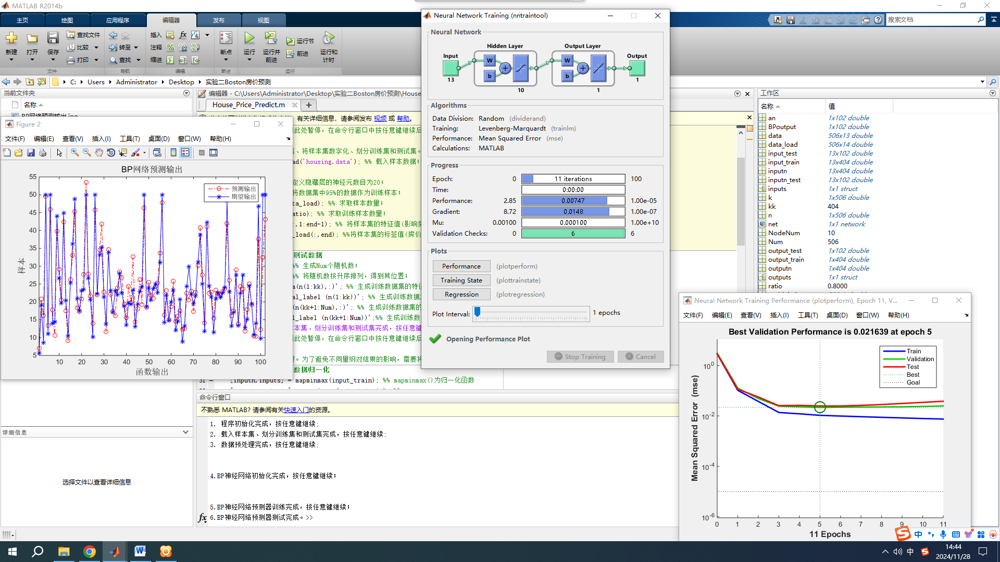 MATLAB R2014b
主页
绘图
应用程序
编辑器
发布
视图
搜索文档
新建
打开
保存
查找文件
比较
打印
转至
查找
插入
注释
缩进
断点
运行
运行并前进
运行节
前进
运行和计时
文件
导航
编辑
断点
运行
C: Users Administrator Desktop 实验二Boston房价预测
当前文件夹
名称
编辑器 - C:\Users\Administrator\Desktop\实验二Boston房价预测\House
House_Price_Predict.m
有关详细信息，请参阅发布 视频 或 帮助。
Figure 2
文件(F) 编辑(E) 查看(V) 插入(I) 工具(T) 桌面(D) 窗口(W) 帮助(H)
BP网络预测输出
预测输出
期望输出
样本
函数输出
55
50
45
40
35
30
25
20
15
10
5
10 20 30 40 50 60 70 80 90 100
此处暂停，在命令行窗口中按任意键继续后
、将样本集数字化、划分训练集和测试集。
ad('housing.data'); %% 载入样本数据；
定义隐藏层的神经元数目为20；
将数据集中95%的数据作为训练样本；
ta_load); %% 求取样本数量；
atio); %% 求取训练样本数量；
:,1:end-1); %% 将样本集的特征值(影响房
_load(:,end); %%将样本集的标签值(房价
测试数据
%% 生成Num个随机数；
%% 将随机数按升序排列，得到其位置；
a(n(1:kk),:)'; %% 生成训练数据集的特征
al_label (n(1:kk))'; %% 生成训练数据集
(n(kk+1:Num),:)'; %% 生成训练数据集的
l_label (n(kk+1:Num))';%% 生成训练数
本集、划分训练集和测试集完成，按任意
此处暂停，在命令行窗口中按任意键继续后
理。为了避免不同量纲对结果的影响，需要将
数据归一化
31 [inputn,inputs] = mapminmax(input_train); %% mapminmax()为归一化函数
命令行窗口
不熟悉 MATLAB? 请参阅有关快速入门的资源。
1. 程序初始化完成，按任意键继续；
2. 载入样本集、划分训练集和测试集完成，按任意键继续；
3. 数据预处理完成，按任意键继续；
4.BP神经网络初始化完成，按任意键继续；
5.BP神经网络预测器训练完成，按任意键继续；
fx 6.BP神经网络预测器测试完成。>>
详细信息
选择文件以查看详细信息
Neural Network Training (nntraintool)
Neural Network
Hidden Layer
Output Layer
Input
Output
W
b
W
b
13
10
1
1
Algorithms
Data Division: Random (dividerand)
Training: Levenberg-Marquardt (trainlm)
Performance: Mean Squared Error (mse)
Calculations: MATLAB
Progress
Epoch: 0 11 iterations 100
Time: 0:00:00
Performance: 2.85 0.00747 1.00e-05
Gradient: 8.72 0.0148 1.00e-07
Mu: 0.00100 0.000100 1.00e+10
Validation Checks: 0 6 6
Plots
Performance (plotperform)
Training State (plottrainstate)
Regression (plotregression)
Plot Interval: 1 epochs
Opening Performance Plot
Stop Training
Cancel
工作区
名称 值
an 1x102 double
BPoutput 1x102 double
data 506x13 double
data_load 506x14 double
input_test 13x102 double
input_train 13x404 double
inputn 13x404 double
inputn_test 13x102 double
inputs 1x1 struct
k 1x506 double
kk 404
n 1x506 double
net 1x1 network
NodeNum 10
Num 506
output_test 1x102 double
output_train 1x404 double
outputn 1x404 double
outputs 1x1 struct
ratio 0.8000
Neural Network Training Performance (plotperform), Epoch 11, V...
文件(F) 编辑(E) 查看(V) 插入(I) 工具(T) 桌面(D) 窗口(W) 帮助(H)
Best Validation Performance is 0.021639 at epoch 5
Train
Validation
Test
Best
Goal
Mean Squared Error (mse)
10^0
10^-2
10^-4
10^-6
0 1 2 3 4 5 6 7 8 9 10 11
11 Epochs
中
中
14:44
2024/11/28